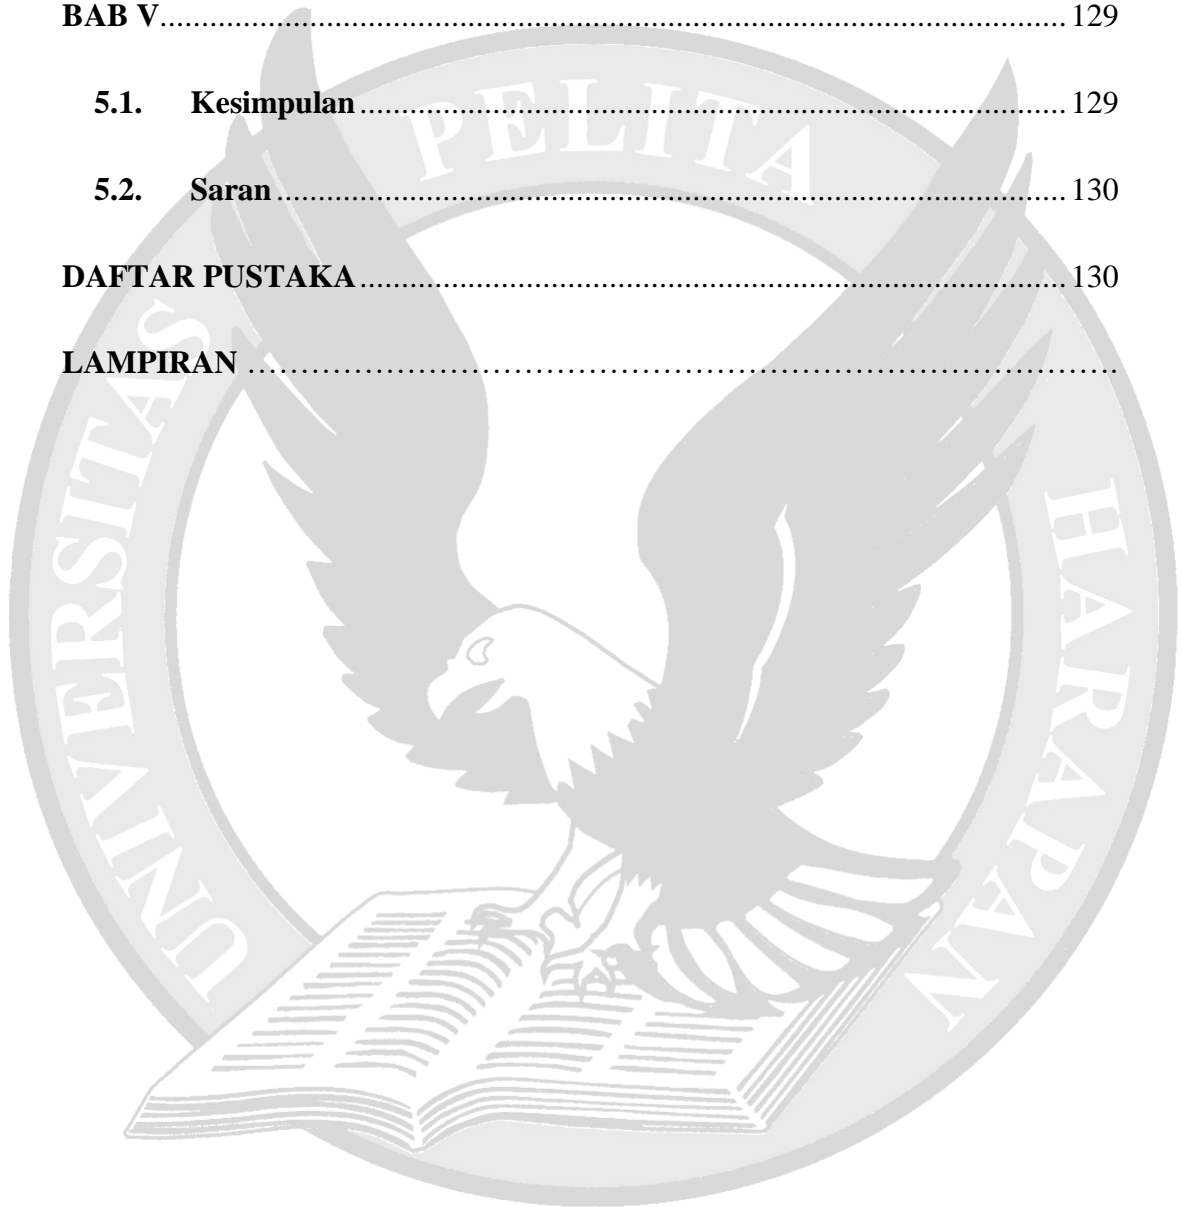 BAB V........................................................................................................ 129
5.1. Kesimpulan.................................................................................... 129
5.2. Saran.............................................................................................. 130
DAFTAR PUSTAKA.................................................................................. 130
LAMPIRAN ……………………………………………………………………….
UNIVERSITAS PELITA HARAPAN